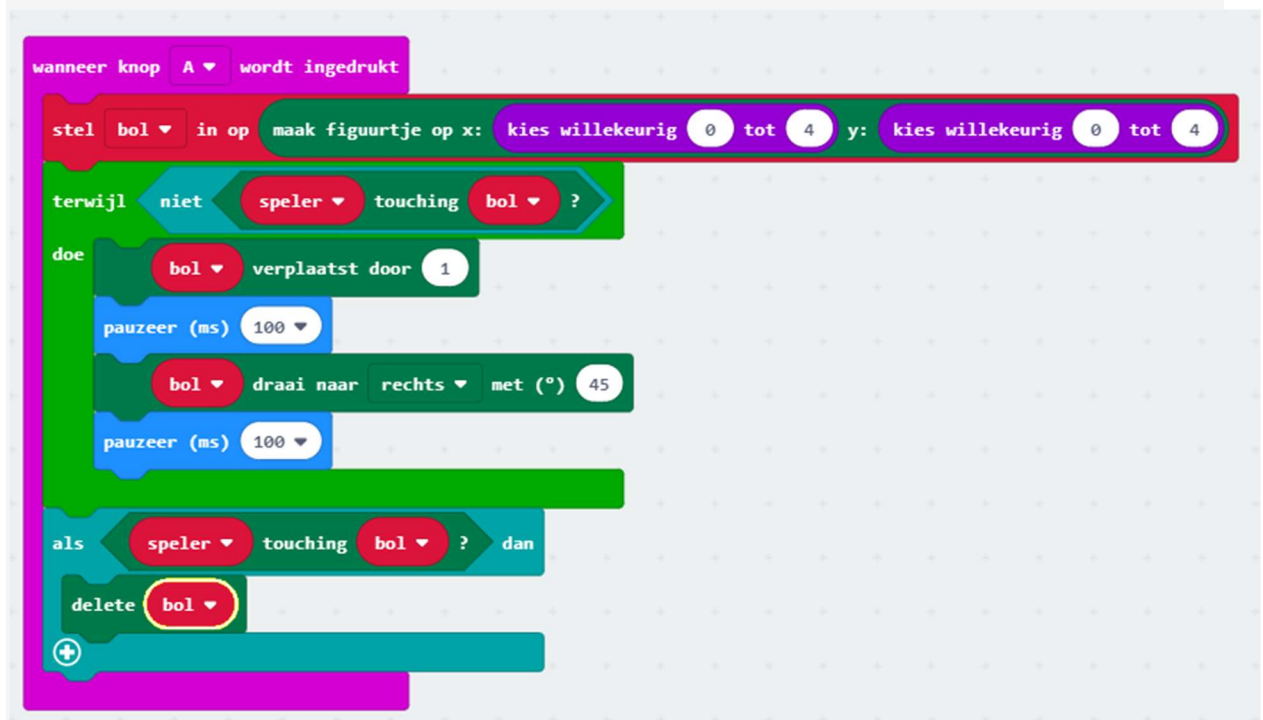 wanneer knop A wordt ingedrukt
stel bol in op maak figuurtje op x: kies willekeurig 0 tot 4 y: kies willekeurig 0 tot 4
terwijl niet speler touching bol ?
doe
bol verplaatst door 1
pauzeer (ms) 100
bol draai naar rechts met (°) 45
pauzeer (ms) 100
als speler touching bol ? dan
delete bol